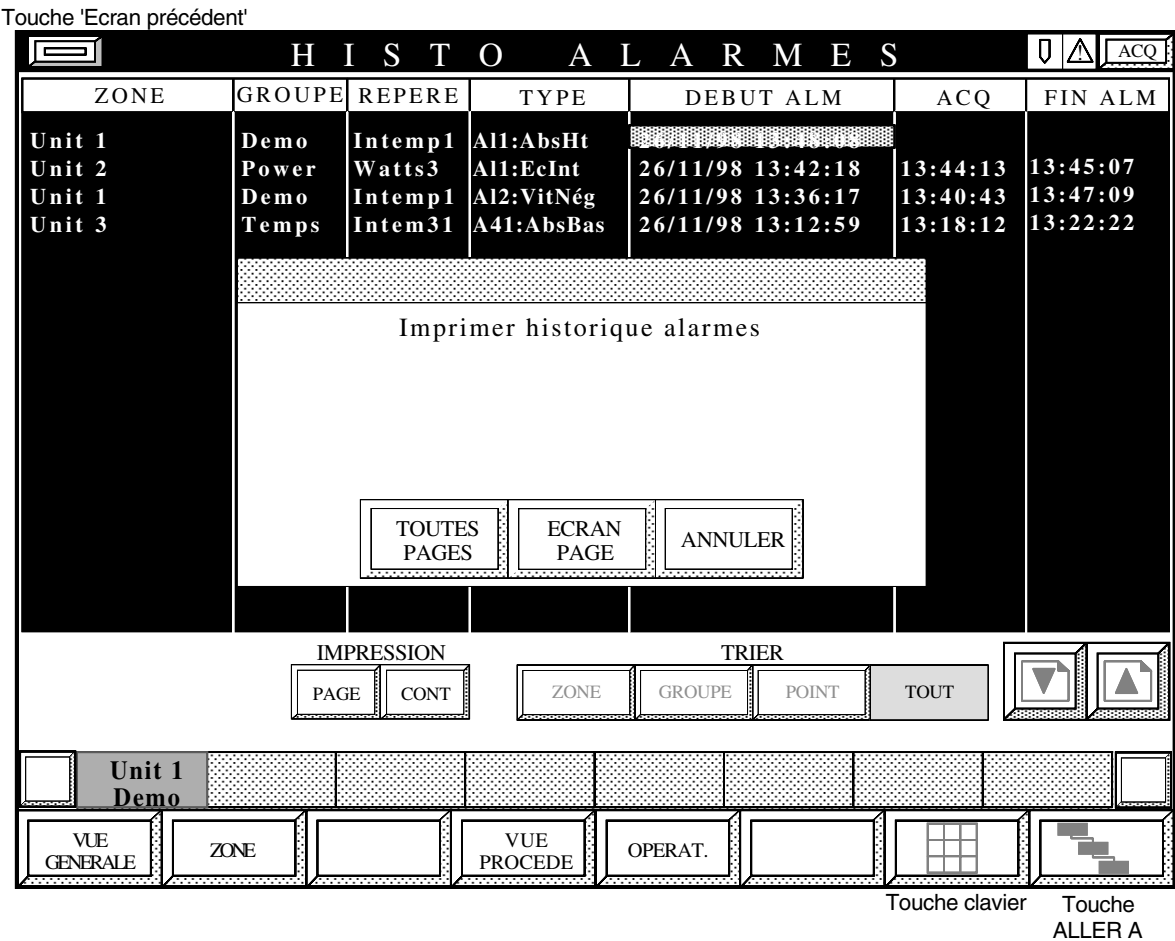 Touche 'Ecran précédent'
HISTO ALARMES ACQ
ZONE GROUPE REPERE TYPE DEBUT ALM ACQ FIN ALM
Unit 1 Demo Intemp1 Al1:AbsHt
Unit 2 Power Watts3 Al1:EcInt 26/11/98 13:42:18 13:44:13 13:45:07
Unit 1 Demo Intemp1 Al2:VitNég 26/11/98 13:36:17 13:40:43 13:47:09
Unit 3 Temps Intem31 A41:AbsBas 26/11/98 13:12:59 13:18:12 13:22:22
Imprimer historique alarmes
TOUTES PAGES
ECRAN PAGE
ANNULER
IMPRESSION TRIER
PAGE CONT ZONE GROUPE POINT TOUT
Unit 1
Demo
VUE GENERALE
ZONE
VUE PROCEDE
OPERAT.
Touche clavier
Touche
ALLER A